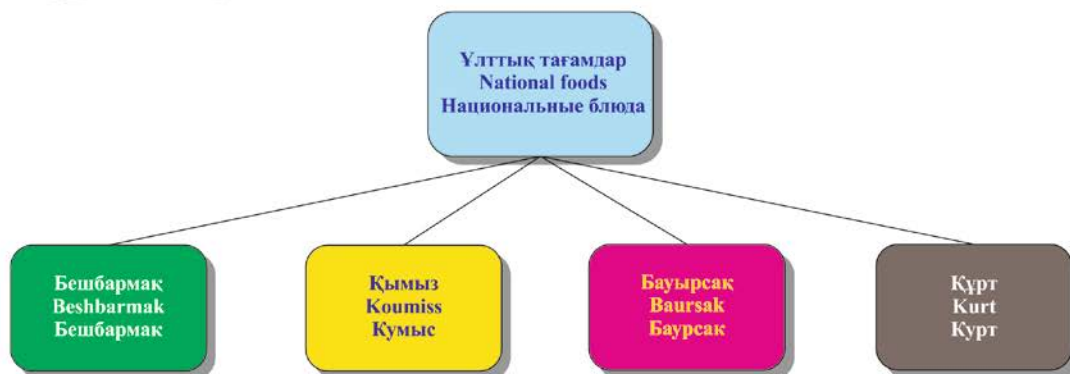 Ұлттық тағамдар
National foods
Национальные блюда
Бешбармақ
Beshbarmak
Бешбармак
Қымыз
Koumiss
Кумыс
Бауырсақ
Baursak
Баурсак
Құрт
Kurt
Курт